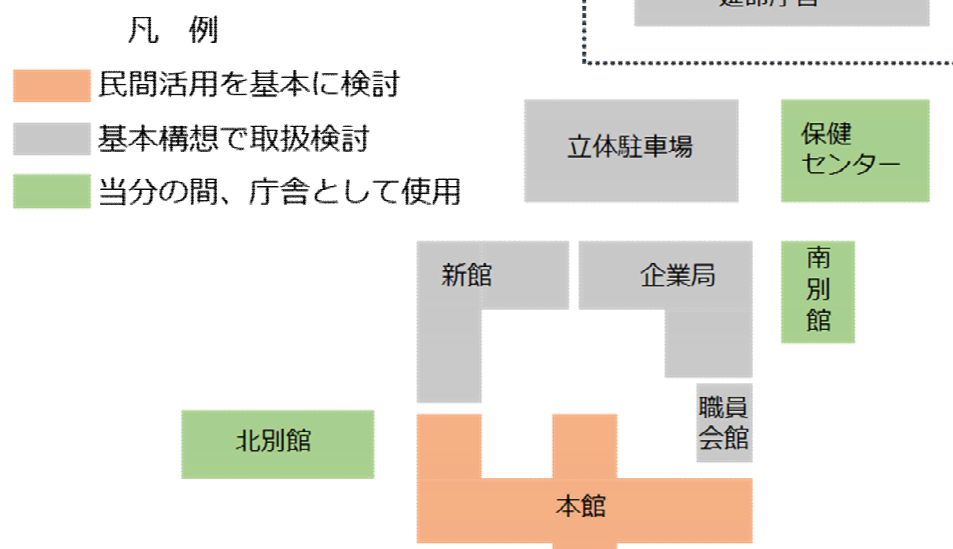 凡 例
民間活用を基本に検討
基本構想で取扱検討
当分の間、庁舎として使用
立体駐車場
保健
センター
新館
企業局
南
別
館
職員
会館
北別館
本館